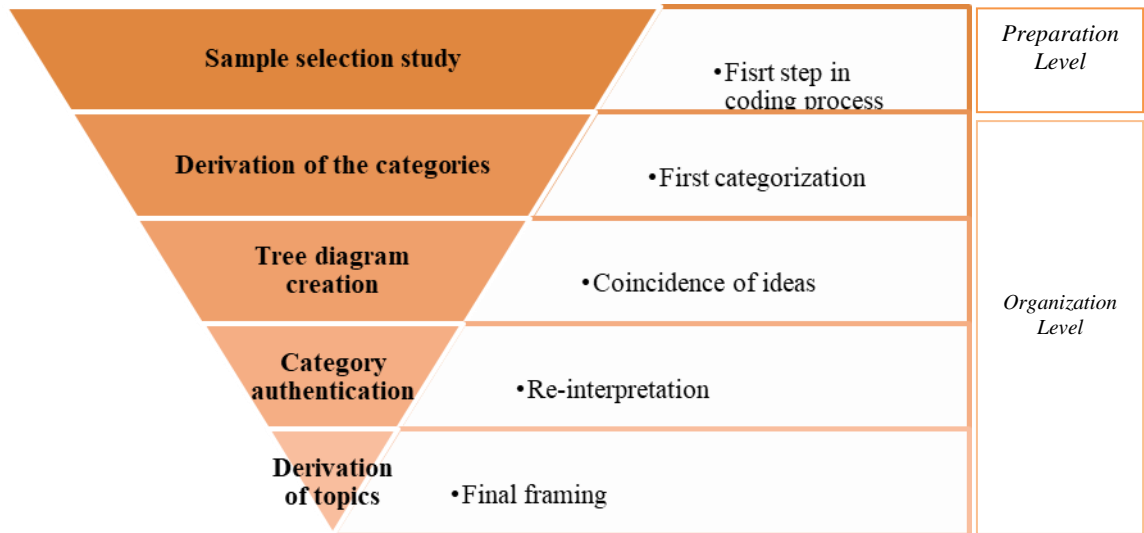 Sample selection study
•Fisrt step in
coding process
Preparation
Level
Derivation of the categories
•First categorization
Tree diagram
creation
•Coincidence of ideas
Organization
Level
Category
authentication
•Re-interpretation
Derivation
of topics
•Final framing